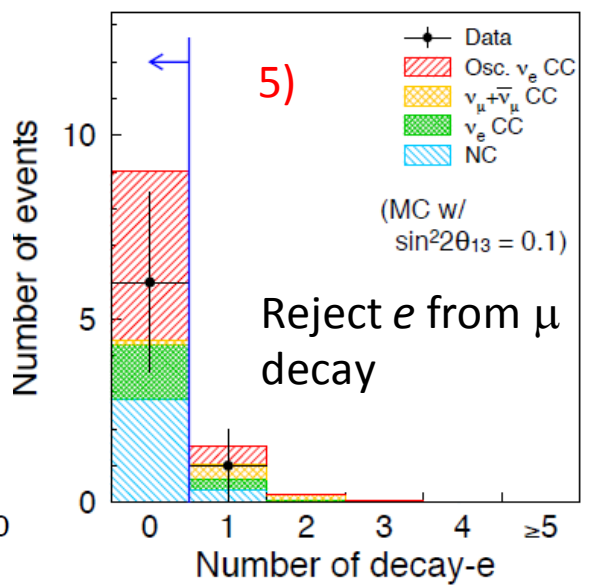 5)
Data
Osc. νe CC
νμ+ν̄μ CC
νe CC
NC
(MC w/
sin²2θ13 = 0.1)
Reject e from μ
decay
Number of events
10
5
0
0 1 2 3 4 ≥5
Number of decay-e